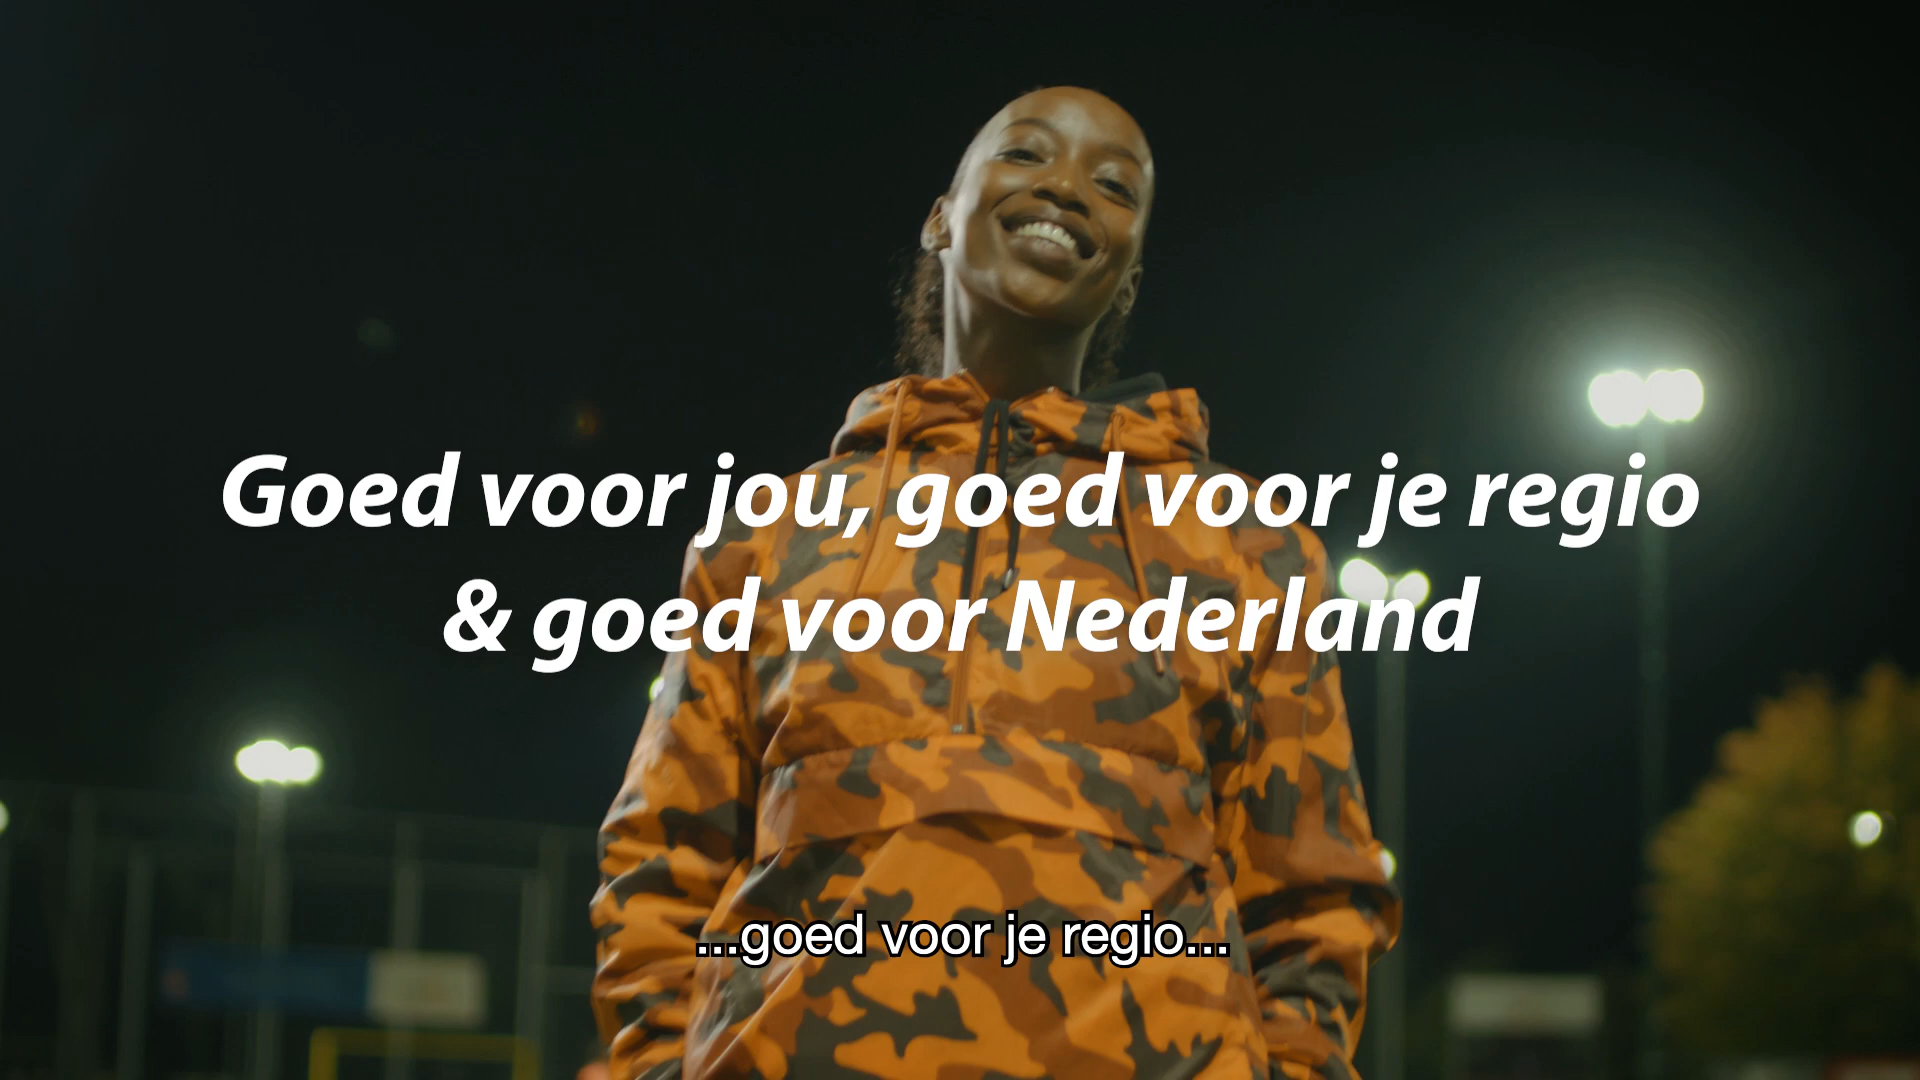 Goed voor jou, goed voor je regio
& goed voor Nederland
...goed voor je regio...